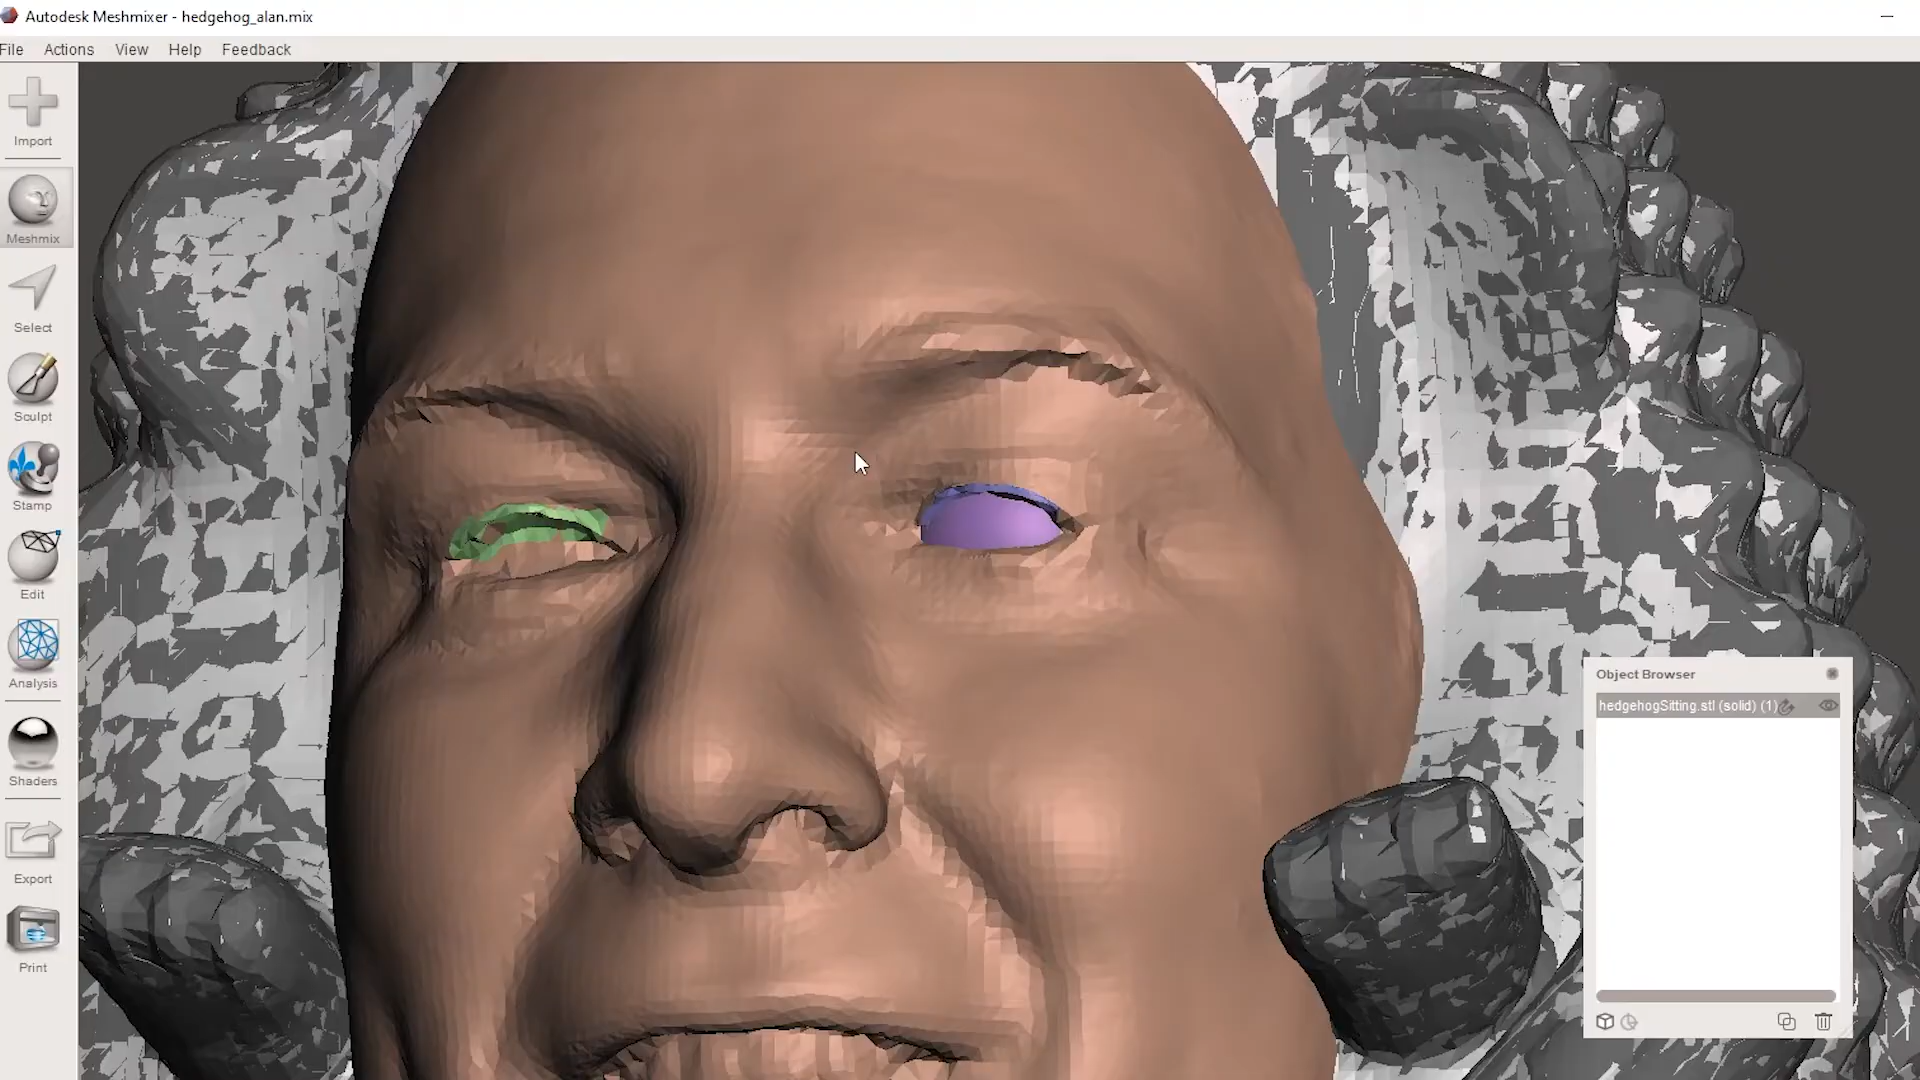 Autodesk Meshmixer - hedgehog_alan.mix
File Actions View Help Feedback
Import
Meshmix
Select
Sculpt
Stamp
Edit
Analysis
Shaders
Export
Print
Object Browser
hedgehogSitting.stl (solid) (1)